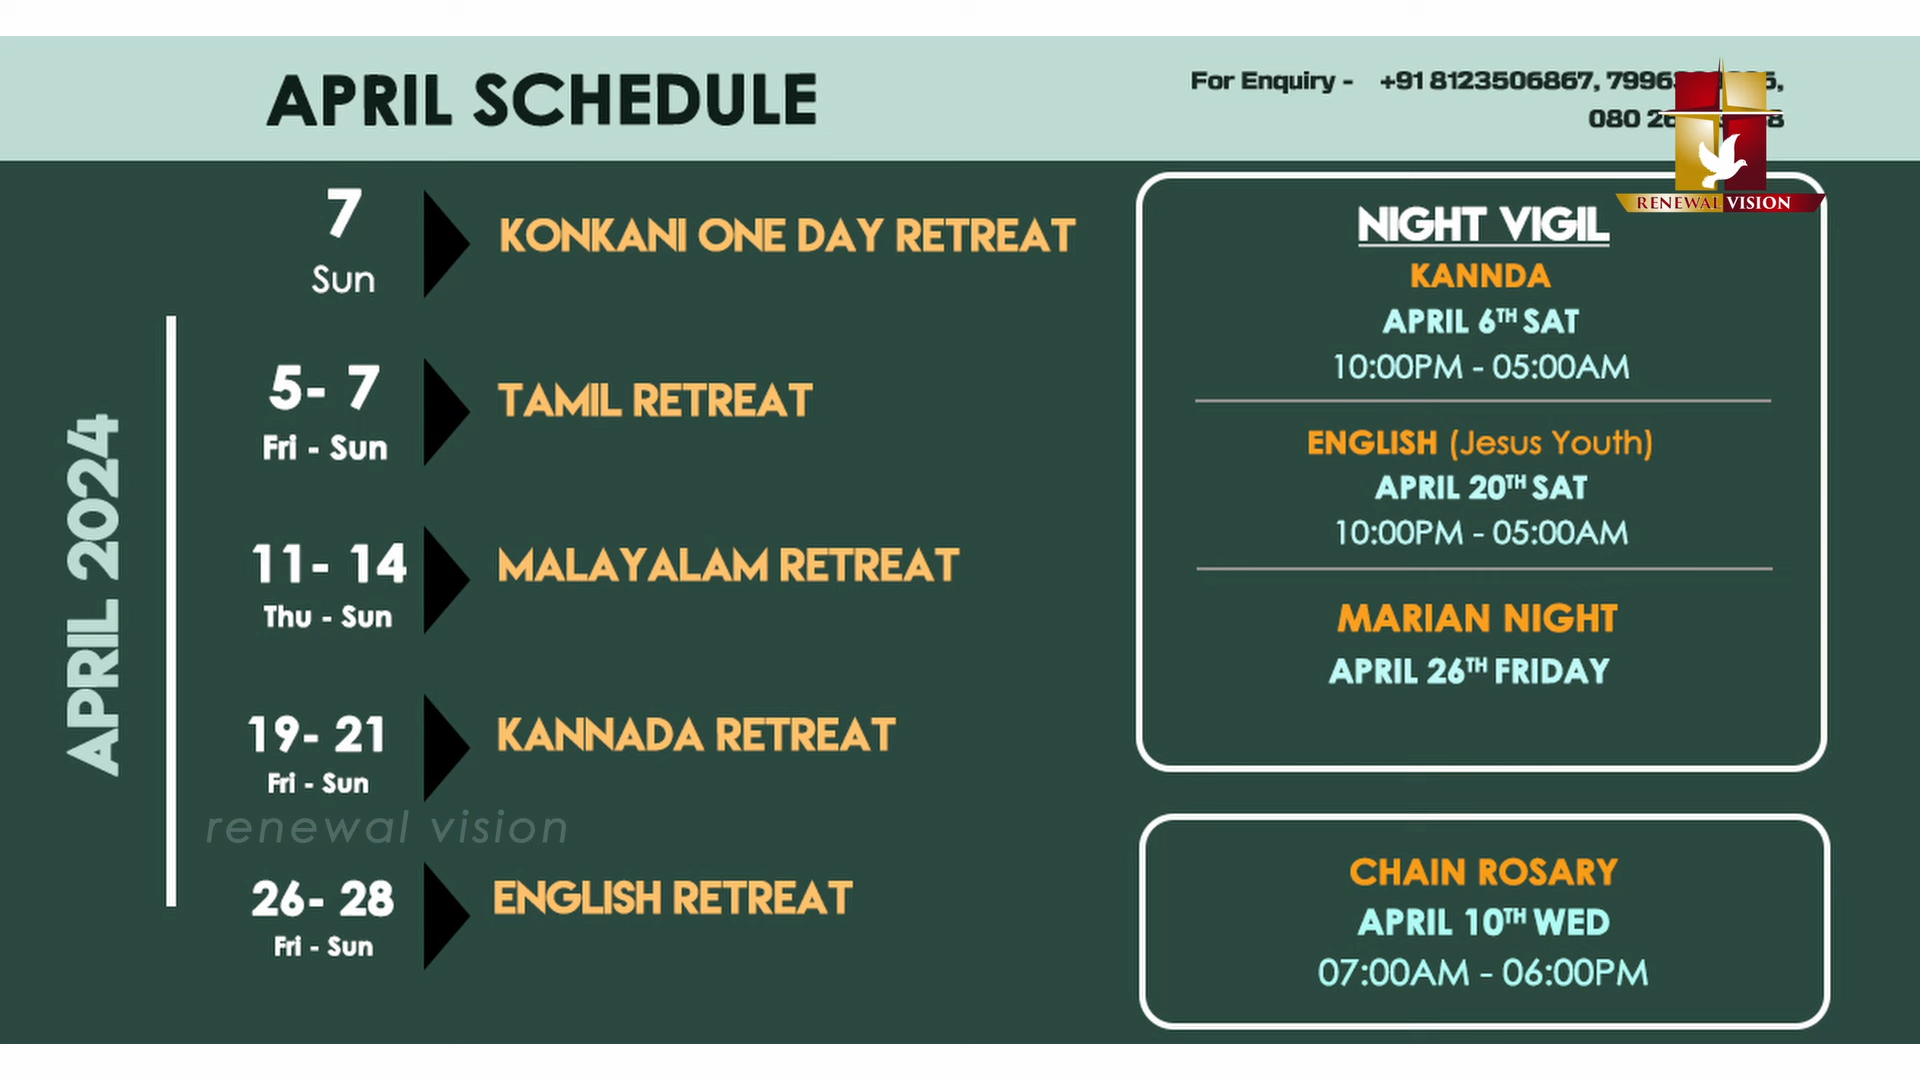 APRIL SCHEDULE
For Enquiry - +91 8123506867,
080
RENEWAL VISION
APRIL 2024
7
Sun
KONKANI ONE DAY RETREAT
5- 7
Fri - Sun
TAMIL RETREAT
11- 14
Thu - Sun
MALAYALAM RETREAT
19- 21
Fri - Sun
KANNADA RETREAT
renewal vision
26- 28
Fri - Sun
ENGLISH RETREAT
NIGHT VIGIL
KANNDA
APRIL 6TH SAT
10:00PM - 05:00AM
ENGLISH (Jesus Youth)
APRIL 20TH SAT
10:00PM - 05:00AM
MARIAN NIGHT
APRIL 26TH FRIDAY
CHAIN ROSARY
APRIL 10TH WED
07:00AM - 06:00PM